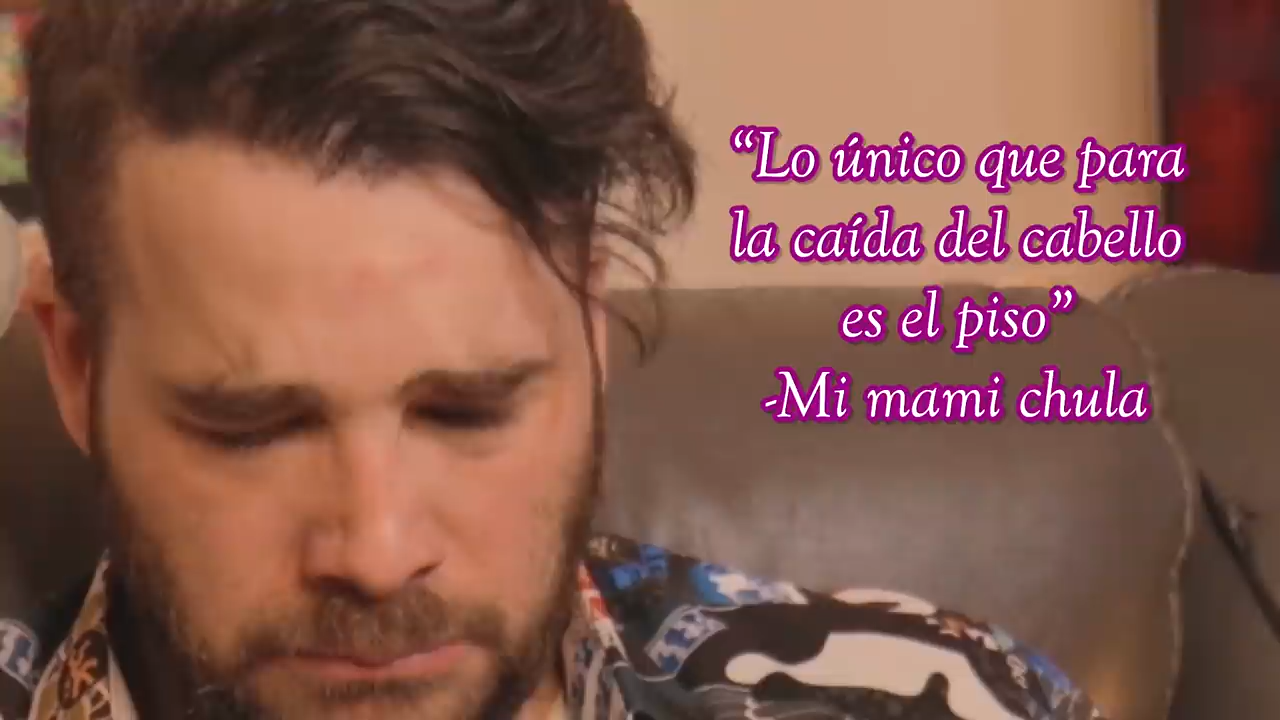 “Lo único que para
la caída del cabello
es el piso”
-Mi mami chula